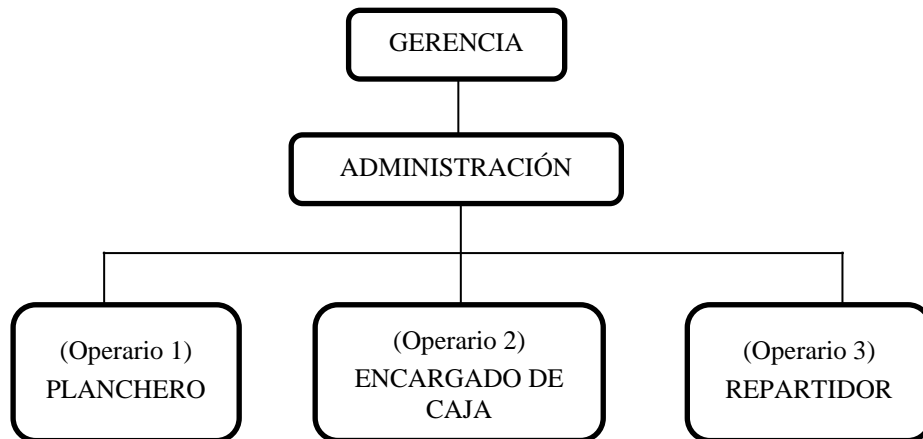 GERENCIA
ADMINISTRACIÓN
(Operario 1)
PLANCHERO
(Operario 2)
ENCARGADO DE
CAJA
(Operario 3)
REPARTIDOR